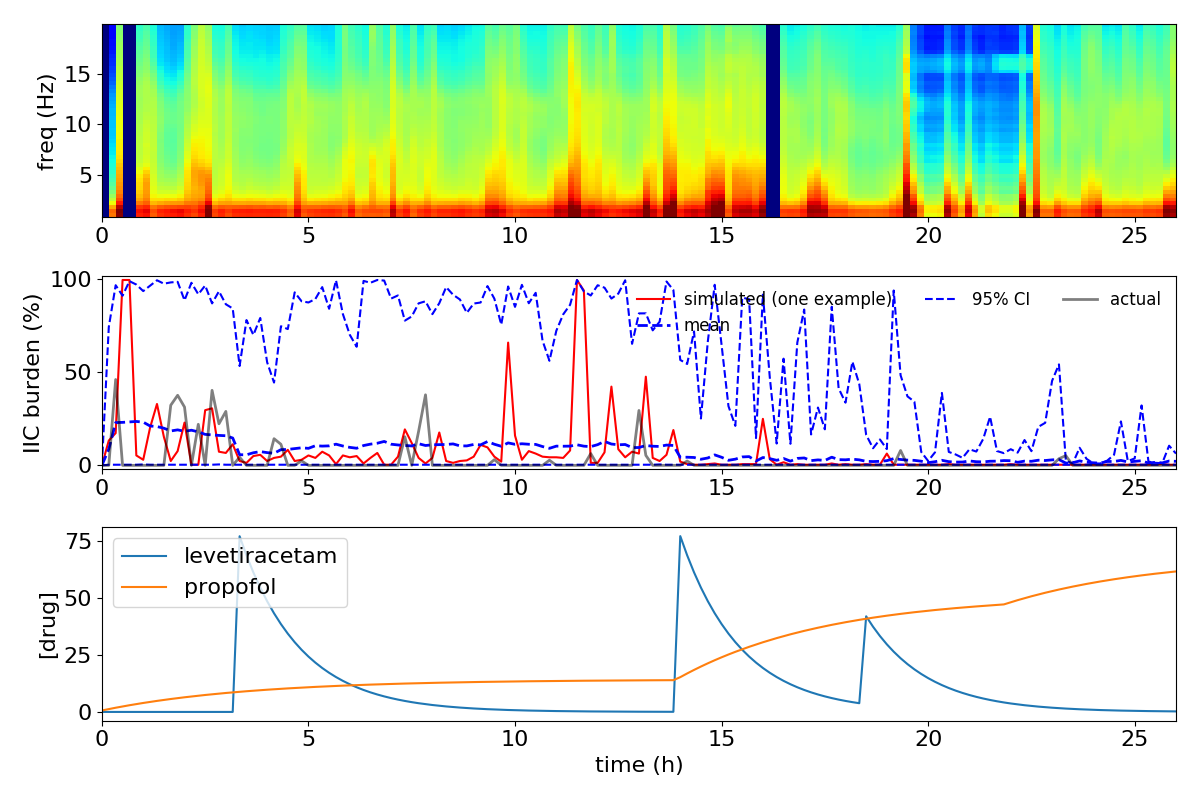 freq (Hz)
15
10
5
0 5 10 15 20 25
IIC burden (%)
100
50
0
simulated (one example) 95% CI actual
mean
0 5 10 15 20 25
[drug]
75
50
25
0
levetiracetam
propofol
0 5 10 15 20 25
time (h)